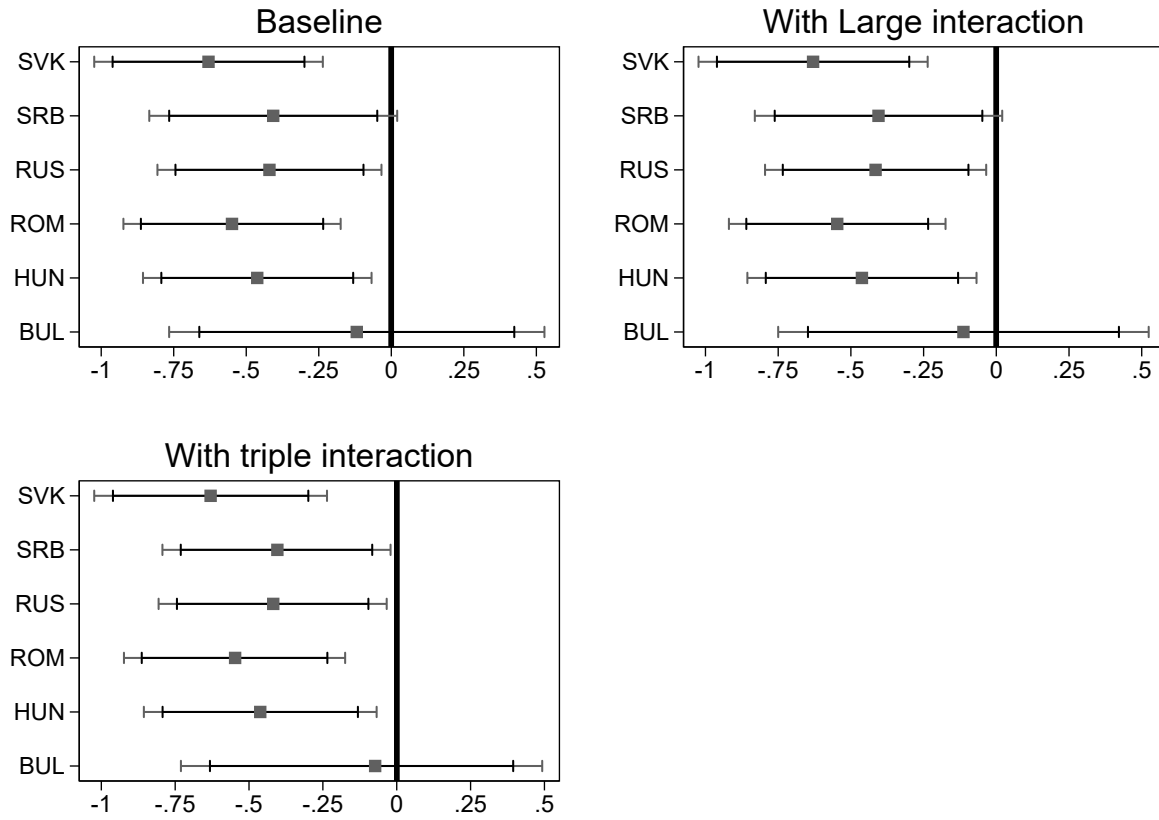 Baseline
SVK
SRB
RUS
ROM
HUN
BUL
-1 -.75 -.5 -.25 0 .25 .5
With Large interaction
SVK
SRB
RUS
ROM
HUN
BUL
-1 -.75 -.5 -.25 0 .25 .5
With triple interaction
SVK
SRB
RUS
ROM
HUN
BUL
-1 -.75 -.5 -.25 0 .25 .5